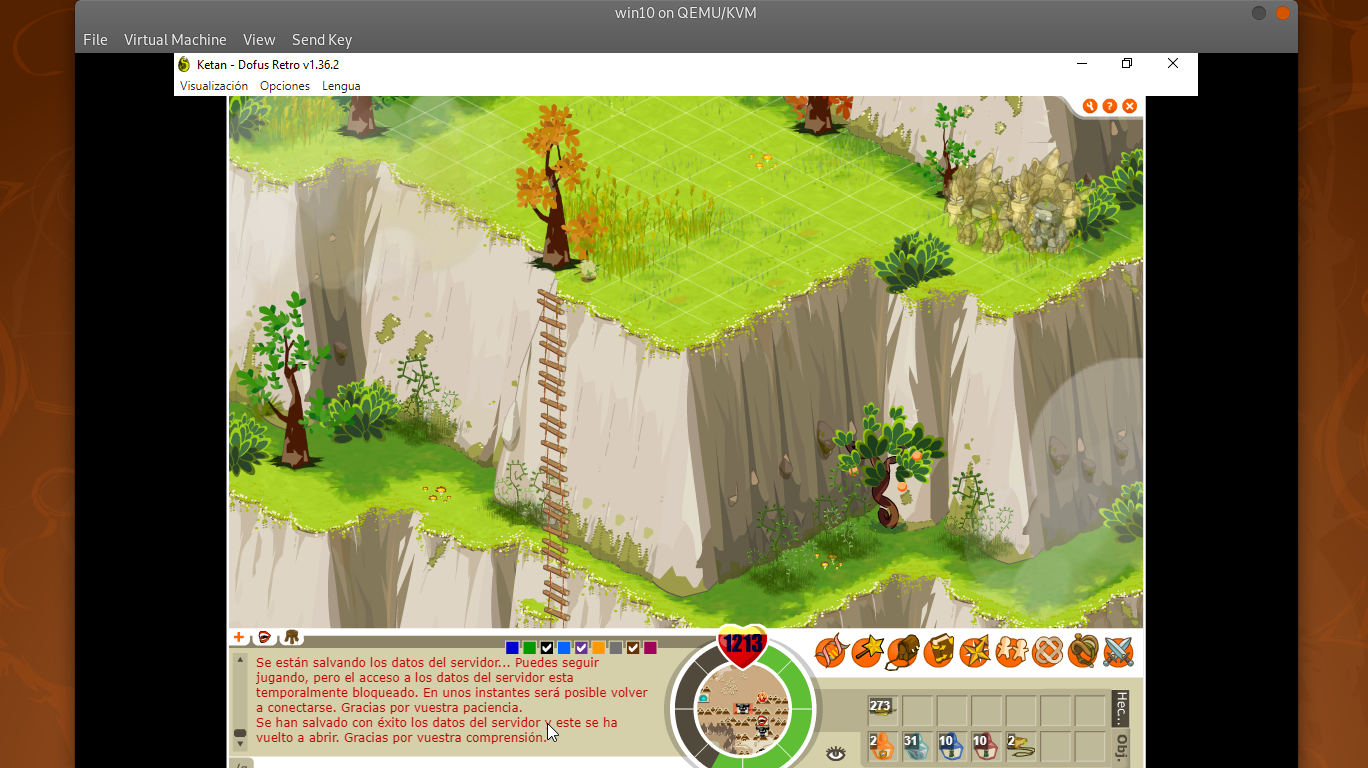 win10 on QEMU/KVM
File Virtual Machine View Send Key
Ketan - Dofus Retro v1.36.2
Visualización Opciones Lengua
1213
Se están salvando los datos del servidor... Puedes seguir
jugando, pero el acceso a los datos del servidor esta
temporalmente bloqueado. En unos instantes será posible volver
a conectarse. Gracias por vuestra paciencia.
Se han salvado con éxito los datos del servidor y este se ha
vuelto a abrir. Gracias por vuestra comprensión.
273
Hec...
2 31 10 10 2
Obj.